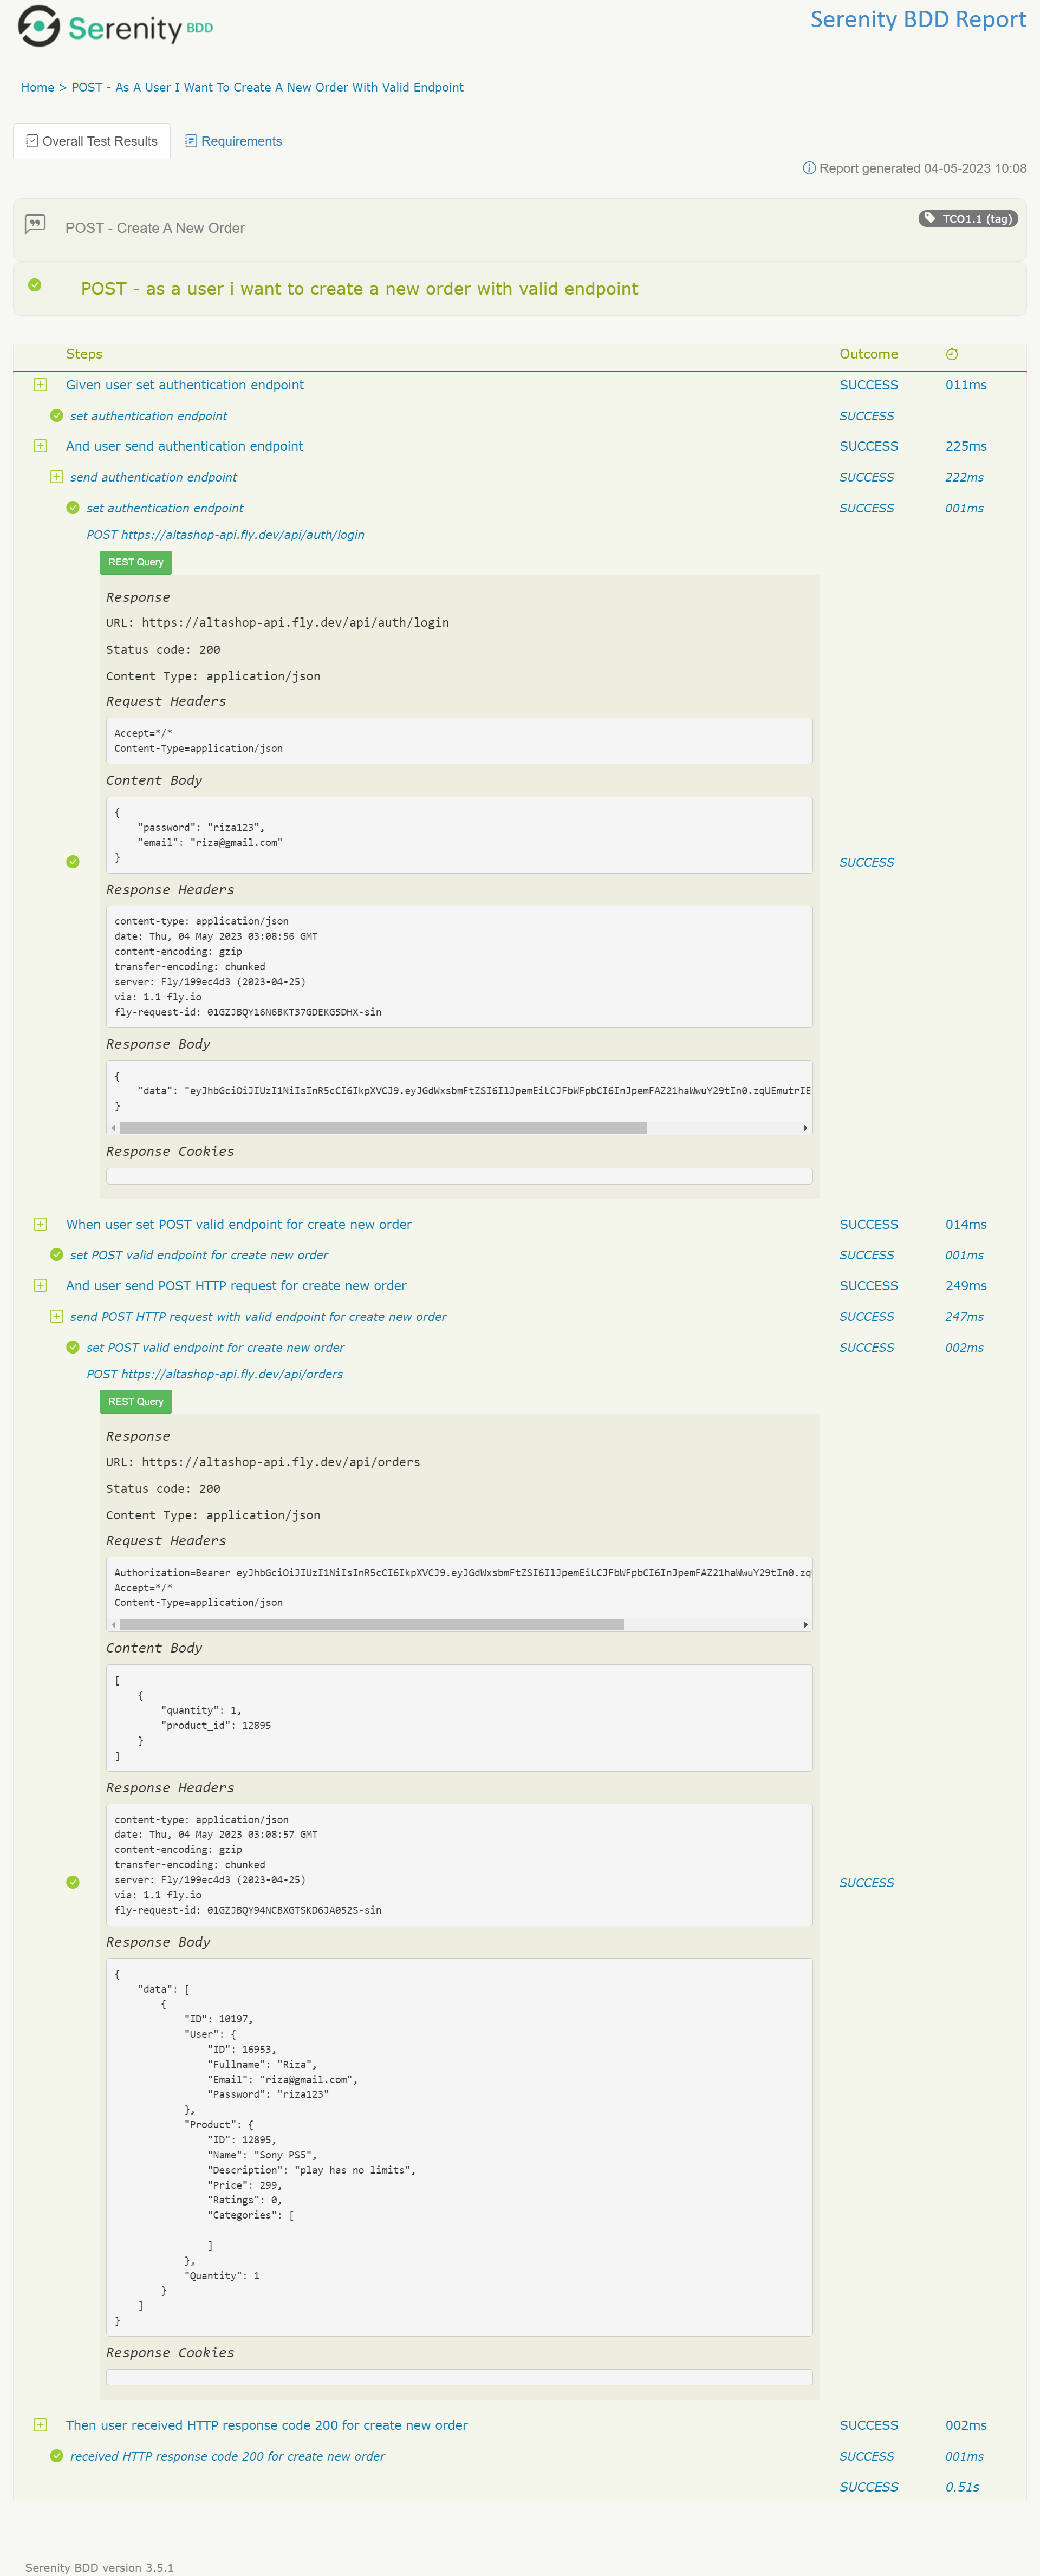 Serenity BDD
Serenity BDD Report
Home > POST - As A User I Want To Create A New Order With Valid Endpoint
Overall Test Results
Requirements
Report generated 04-05-2023 10:08
POST - Create A New Order
TCO1.1 (tag)
POST - as a user i want to create a new order with valid endpoint
Steps Outcome
Given user set authentication endpoint SUCCESS 011ms
set authentication endpoint SUCCESS
And user send authentication endpoint SUCCESS 225ms
send authentication endpoint SUCCESS 222ms
set authentication endpoint SUCCESS 001ms
POST https://altashop-api.fly.dev/api/auth/login
REST Query
Response
URL: https://altashop-api.fly.dev/api/auth/login
Status code: 200
Content Type: application/json
Request Headers
Accept=*/*
Content-Type=application/json
Content Body
{
"password": "riza123",
"email": "riza@gmail.com"
}
SUCCESS
Response Headers
content-type: application/json
date: Thu, 04 May 2023 03:08:56 GMT
content-encoding: gzip
transfer-encoding: chunked
server: Fly/199ec4d3 (2023-04-25)
via: 1.1 fly.io
fly-request-id: 01GZJBQY16N6BKT37GDEKG5DHX-sin
Response Body
{
"data": "eyJhbGciOiJIUzI1NiIsInR5cCI6IkpXVCJ9.eyJGdWxsbmFtZSI6IlJpemEiLCJFbWFpbCI6InJpemFAZ21haWwuY29tIn0.zqUEmutrIE
}
Response Cookies
When user set POST valid endpoint for create new order SUCCESS 014ms
set POST valid endpoint for create new order SUCCESS 001ms
And user send POST HTTP request for create new order SUCCESS 249ms
send POST HTTP request with valid endpoint for create new order SUCCESS 247ms
set POST valid endpoint for create new order SUCCESS 002ms
POST https://altashop-api.fly.dev/api/orders
REST Query
Response
URL: https://altashop-api.fly.dev/api/orders
Status code: 200
Content Type: application/json
Request Headers
Authorization=Bearer eyJhbGciOiJIUzI1NiIsInR5cCI6IkpXVCJ9.eyJGdWxsbmFtZSI6IlJpemEiLCJFbWFpbCI6InJpemFAZ21haWwuY29tIn0.zq
Accept=*/*
Content-Type=application/json
Content Body
[
{
"quantity": 1,
"product_id": 12895
}
]
Response Headers
content-type: application/json
date: Thu, 04 May 2023 03:08:57 GMT
content-encoding: gzip
transfer-encoding: chunked
server: Fly/199ec4d3 (2023-04-25)
via: 1.1 fly.io
fly-request-id: 01GZJBQY94NCBXGTSKD6JA052S-sin
SUCCESS
Response Body
{
"data": [
{
"ID": 10197,
"User": {
"ID": 16953,
"Fullname": "Riza",
"Email": "riza@gmail.com",
"Password": "riza123"
},
"Product": {
"ID": 12895,
"Name": "Sony PS5",
"Description": "play has no limits",
"Price": 299,
"Ratings": 0,
"Categories": [
]
},
"Quantity": 1
}
]
}
Response Cookies
Then user received HTTP response code 200 for create new order SUCCESS 002ms
received HTTP response code 200 for create new order SUCCESS 001ms
SUCCESS 0.51s
Serenity BDD version 3.5.1